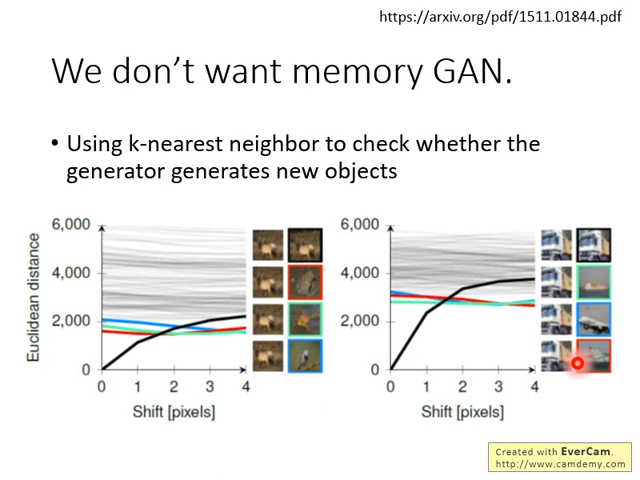 https://arxiv.org/pdf/1511.01844.pdf
We don't want memory GAN.
• Using k-nearest neighbor to check whether the
generator generates new objects
Euclidean distance
6,000
4,000
2,000
0
0 1 2 3 4
Shift [pixels]
6,000
4,000
2,000
0
0 1 2 3 4
Shift [pixels]
Created with EverCam.
http://www.camdemy.com